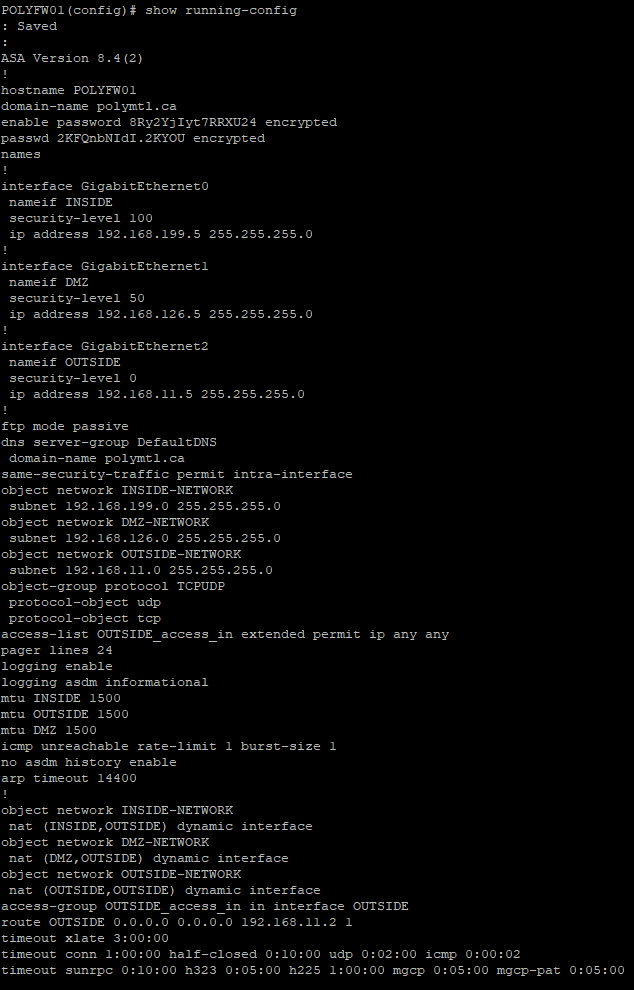 POLYFW01(config)# show running-config
: Saved
:
ASA Version 8.4(2)
!
hostname POLYFW01
domain-name polymtl.ca
enable password 8Ry2YjIyt7RRXU24 encrypted
passwd 2KFQnbNIdI.2KYOU encrypted
names
!
interface GigabitEthernet0
 nameif INSIDE
 security-level 100
 ip address 192.168.199.5 255.255.255.0
!
interface GigabitEthernet1
 nameif DMZ
 security-level 50
 ip address 192.168.126.5 255.255.255.0
!
interface GigabitEthernet2
 nameif OUTSIDE
 security-level 0
 ip address 192.168.11.5 255.255.255.0
!
ftp mode passive
dns server-group DefaultDNS
 domain-name polymtl.ca
same-security-traffic permit intra-interface
object network INSIDE-NETWORK
 subnet 192.168.199.0 255.255.255.0
object network DMZ-NETWORK
 subnet 192.168.126.0 255.255.255.0
object network OUTSIDE-NETWORK
 subnet 192.168.11.0 255.255.255.0
object-group protocol TCPUDP
 protocol-object udp
 protocol-object tcp
access-list OUTSIDE_access_in extended permit ip any any
pager lines 24
logging enable
logging asdm informational
mtu INSIDE 1500
mtu OUTSIDE 1500
mtu DMZ 1500
icmp unreachable rate-limit 1 burst-size 1
no asdm history enable
arp timeout 14400
!
object network INSIDE-NETWORK
 nat (INSIDE,OUTSIDE) dynamic interface
object network DMZ-NETWORK
 nat (DMZ,OUTSIDE) dynamic interface
object network OUTSIDE-NETWORK
 nat (OUTSIDE,OUTSIDE) dynamic interface
access-group OUTSIDE_access_in in interface OUTSIDE
route OUTSIDE 0.0.0.0 0.0.0.0 192.168.11.2 1
timeout xlate 3:00:00
timeout conn 1:00:00 half-closed 0:10:00 udp 0:02:00 icmp 0:00:02
timeout sunrpc 0:10:00 h323 0:05:00 h225 1:00:00 mgcp 0:05:00 mgcp-pat 0:05:00